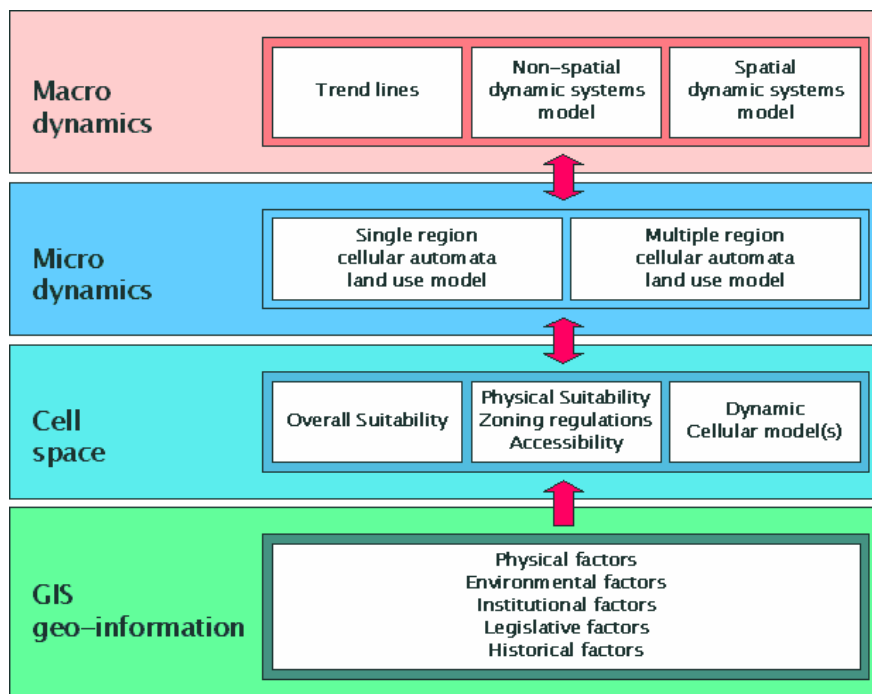 Macro
dynamics
Trend lines
Non-spatial
dynamic systems
model
Spatial
dynamic systems
model
Micro
dynamics
Single region
cellular automata
land use model
Multiple region
cellular automata
land use model
Cell
space
Overall Suitability
Physical Suitability
Zoning regulations
Accessibility
Dynamic
Cellular model(s)
GIS
geo-information
Physical factors
Environmental factors
Institutional factors
Legislative factors
Historical factors